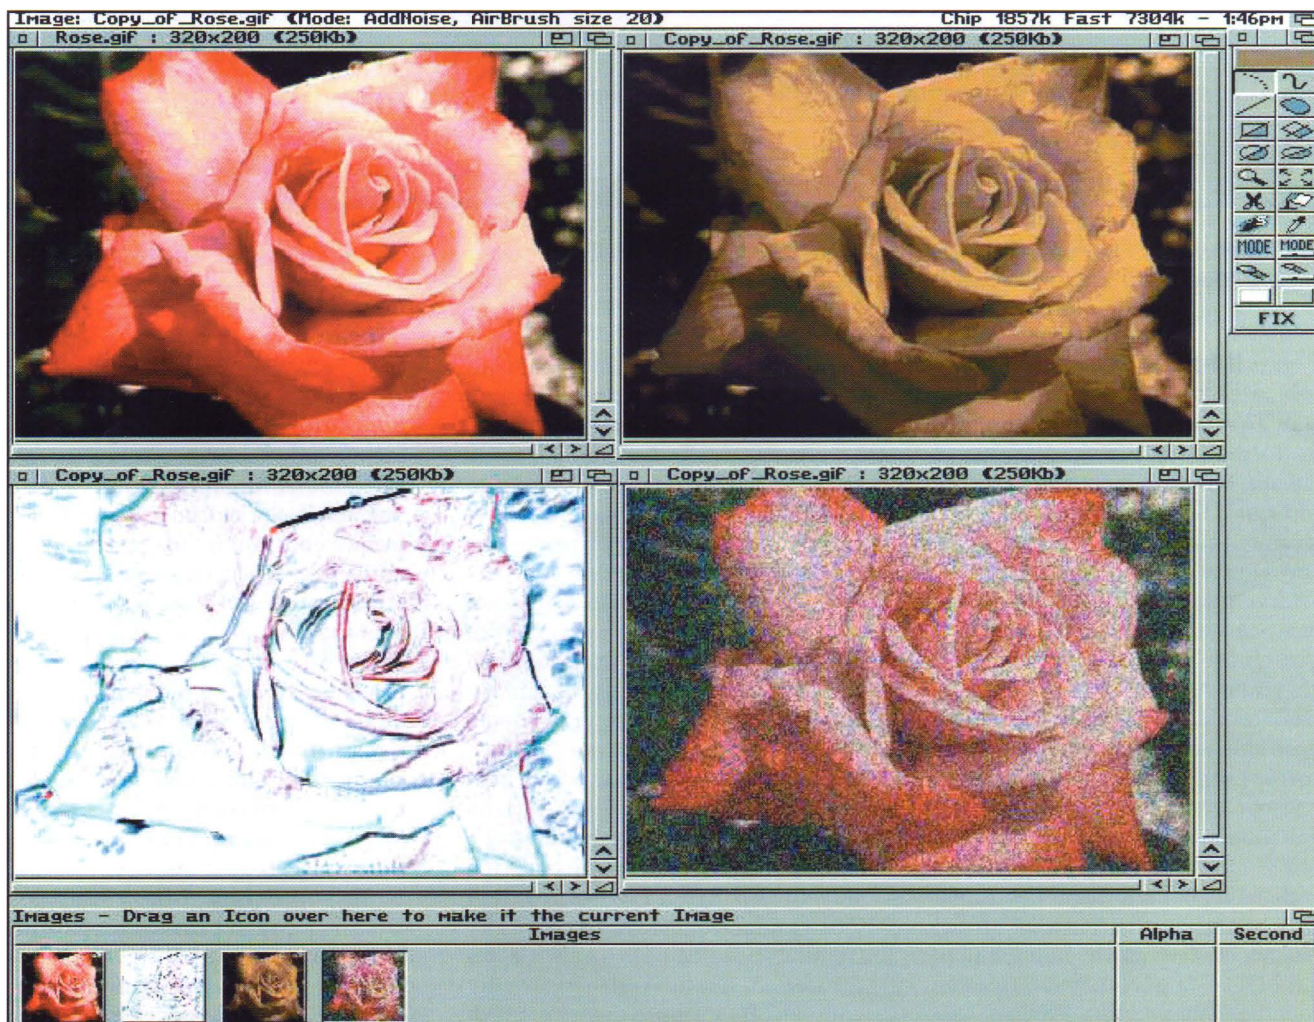 Image: Copy_of_Rose.gif (Mode: AddNoise, AirBrush size 20) Chip 1857k Fast 7304k - 1:46pm
Rose.gif : 320x200 (250Kb)
Copy_of_Rose.gif : 320x200 (250Kb)
MODE MODE
FIX
Copy_of_Rose.gif : 320x200 (250Kb)
Copy_of_Rose.gif : 320x200 (250Kb)
Images - Drag an Icon over here to make it the current Image
Images Alpha Second